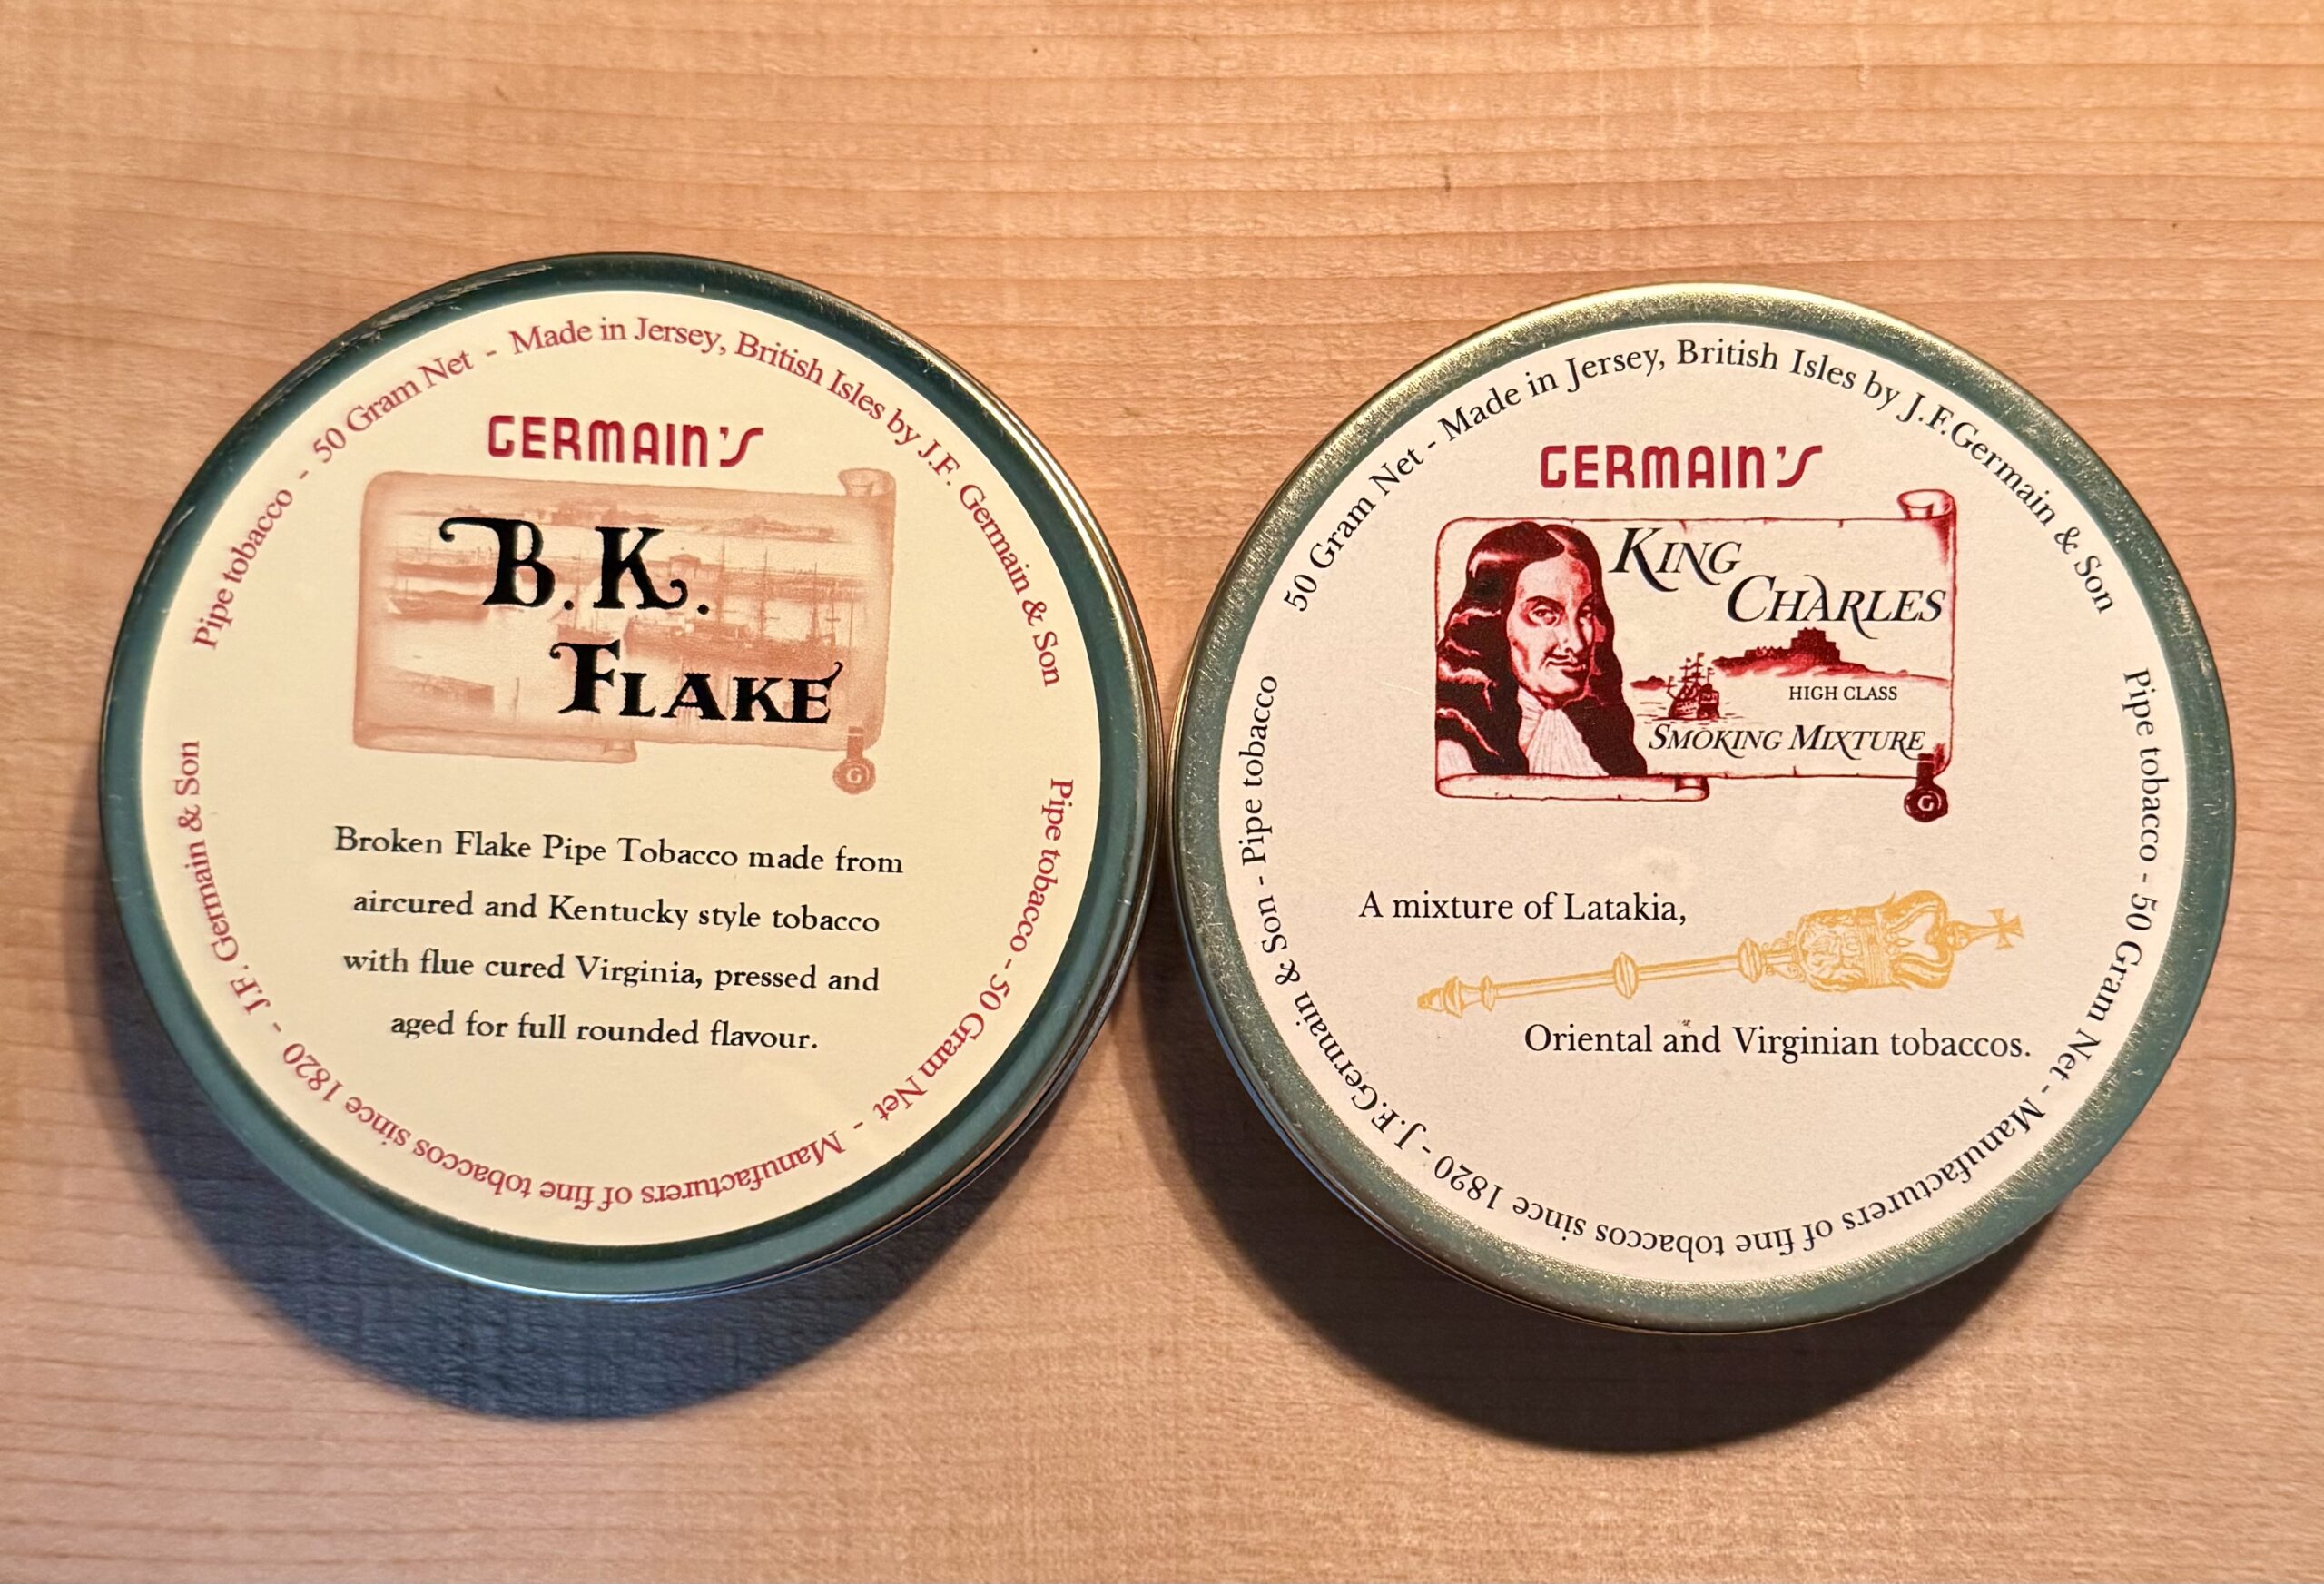 Pipe tobacco - 50 Gram Net - Made in Jersey, British Isles by J.F. Germain & Son
GERMAIN'S
B.K.
FLAKE
G
Broken Flake Pipe Tobacco made from
aircured and Kentucky style tobacco
with flue cured Virginia, pressed and
aged for full rounded flavour.
Pipe tobacco - 50 Gram Net - Manufacturers of fine tobaccos since 1820 - J.F. Germain & Son
50 Gram Net - Made in Jersey, British Isles by J.F.Germain & Son
GERMAIN'S
KING
CHARLES
HIGH CLASS
SMOKING MIXTURE
G
A mixture of Latakia,
Oriental and Virginian tobaccos.
Pipe tobacco - 50 Gram Net - Manufacturers of fine tobaccos since 1820 - J.F.Germain & Son - Pipe tobacco